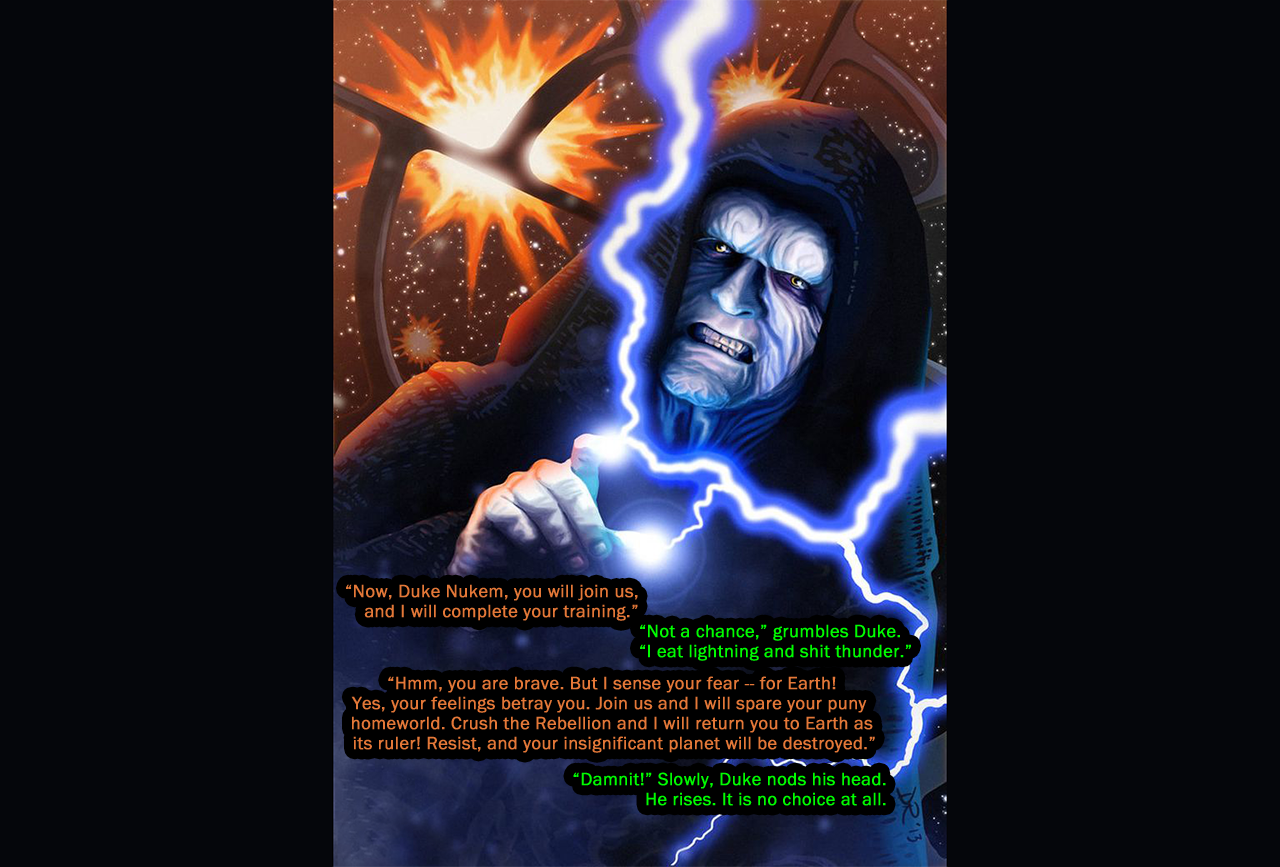 “Now, Duke Nukem, you will join us,
and I will complete your training.”
“Not a chance,” grumbles Duke.
“I eat lightning and shit thunder.”
“Hmm, you are brave. But I sense your fear -- for Earth!
Yes, your feelings betray you. Join us and I will spare your puny
homeworld. Crush the Rebellion and I will return you to Earth as
its ruler! Resist, and your insignificant planet will be destroyed.”
“Damnit!” Slowly, Duke nods his head.
He rises. It is no choice at all.
DR '13